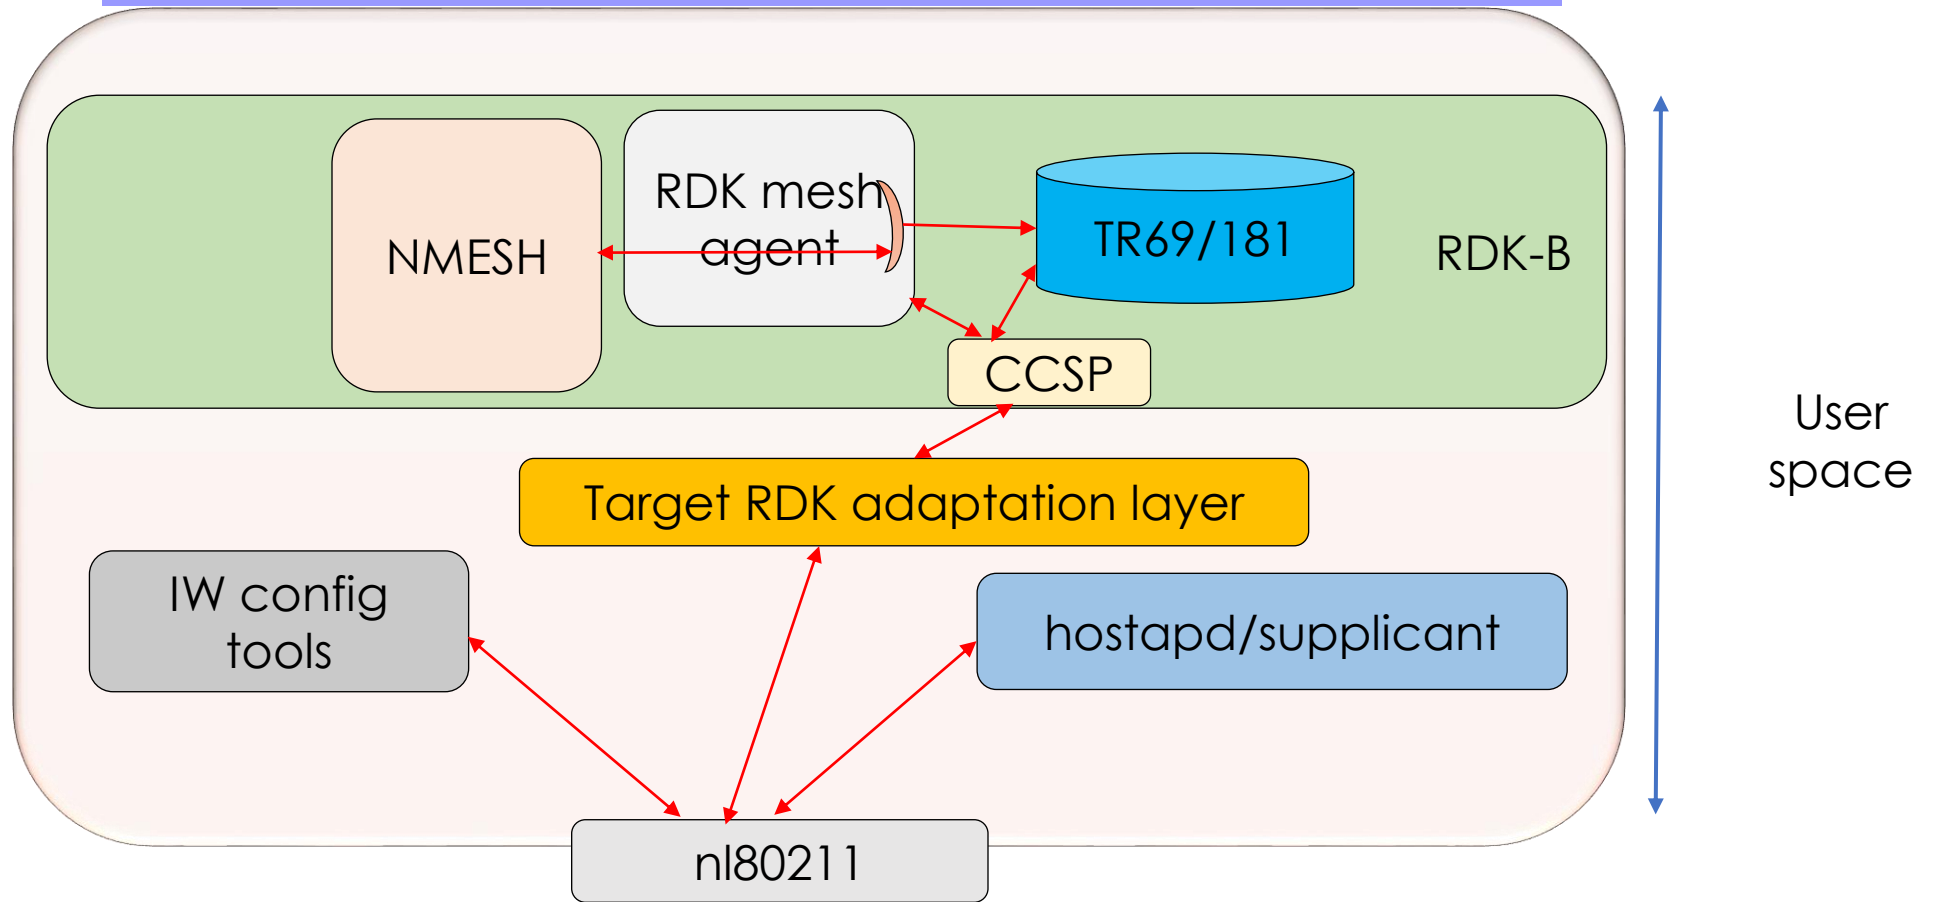 RDK mesh
agent
NMESH
TR69/181
RDK-B
CCSP
User
space
Target RDK adaptation layer
IW config
tools
hostapd/supplicant
nl80211